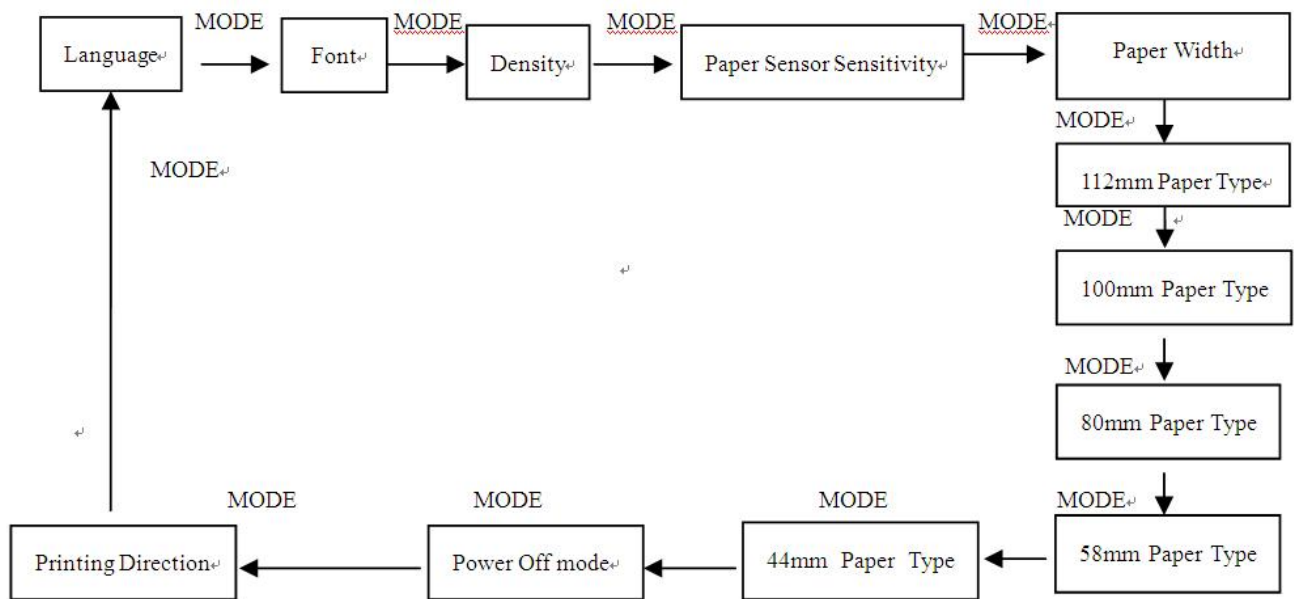 MODE MODE MODE MODE
Language Font Density Paper Sensor Sensitivity Paper Width
MODE
112mm Paper Type
MODE
MODE
100mm Paper Type
MODE
80mm Paper Type
MODE MODE MODE MODE
Printing Direction Power Off mode 44mm Paper Type 58mm Paper Type